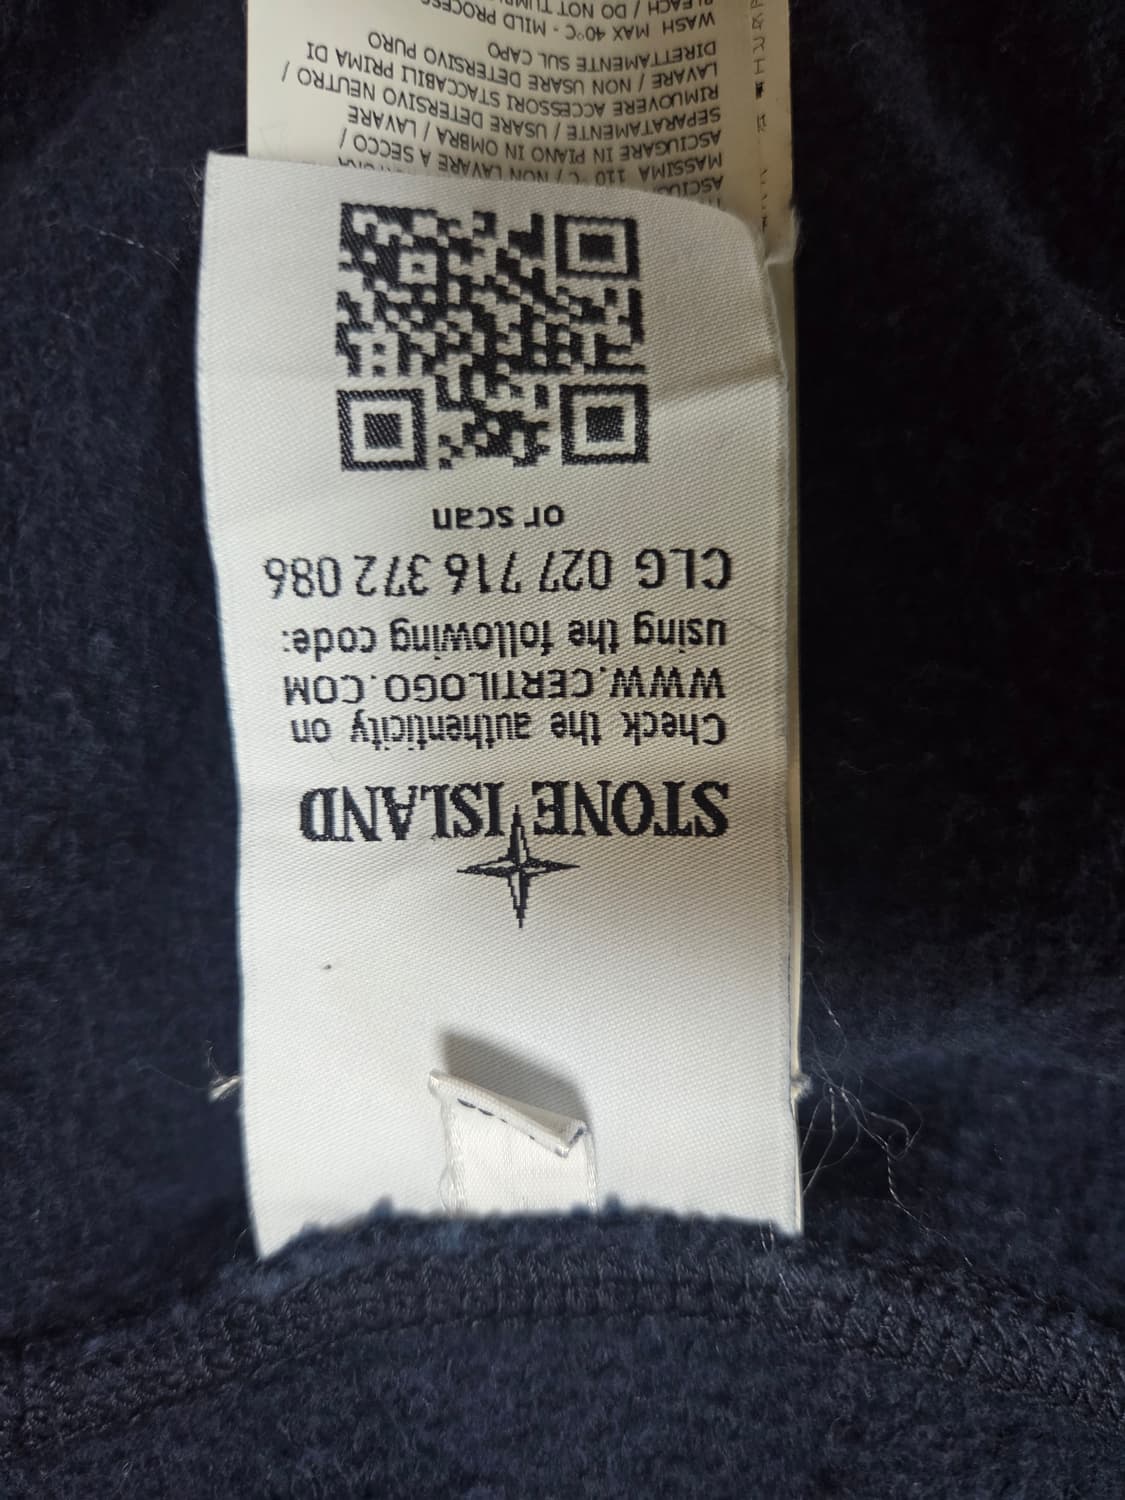 STONE ISLAND
Check the authenticity on
WWW.CERTILOGO.COM
using the following code:
CLG 027 716 372 086
or scan
MASSIMA 110 °C / NON LAVARE A SECCO /
ASCIUGARE IN PIANO IN OMBRA / LAVARE
SEPARATAMENTE / USARE DETERSIVO NEUTRO /
RIMUOVERE ACCESSORI STACCABILI PRIMA DI
LAVARE / NON USARE DETERSIVO PURO
DIRETTAMENTE SUL CAPO
WASH MAX 40°C - MILD PROCESS
/ DO NOT